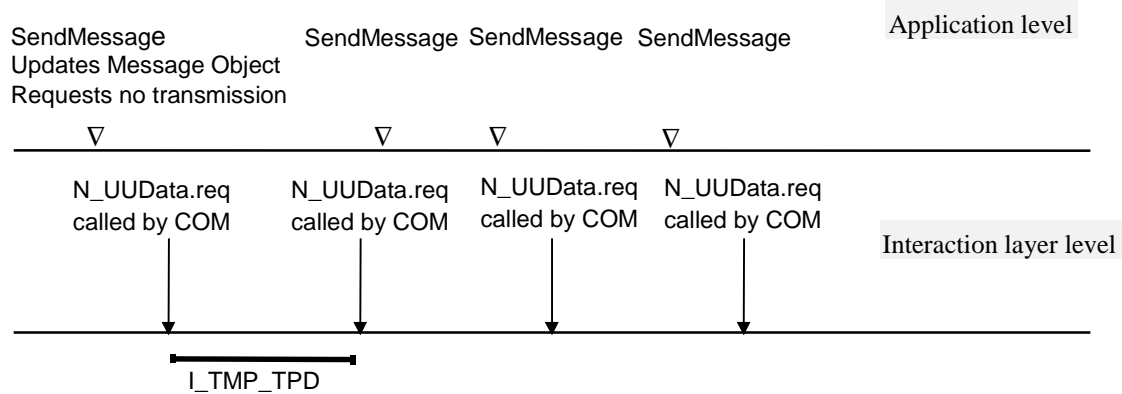 Application level
SendMessage SendMessage SendMessage SendMessage
Updates Message Object
Requests no transmission
∇ ∇ ∇ ∇
N_UUData.req N_UUData.req N_UUData.req N_UUData.req
called by COM called by COM called by COM called by COM
Interaction layer level
I_TMP_TPD